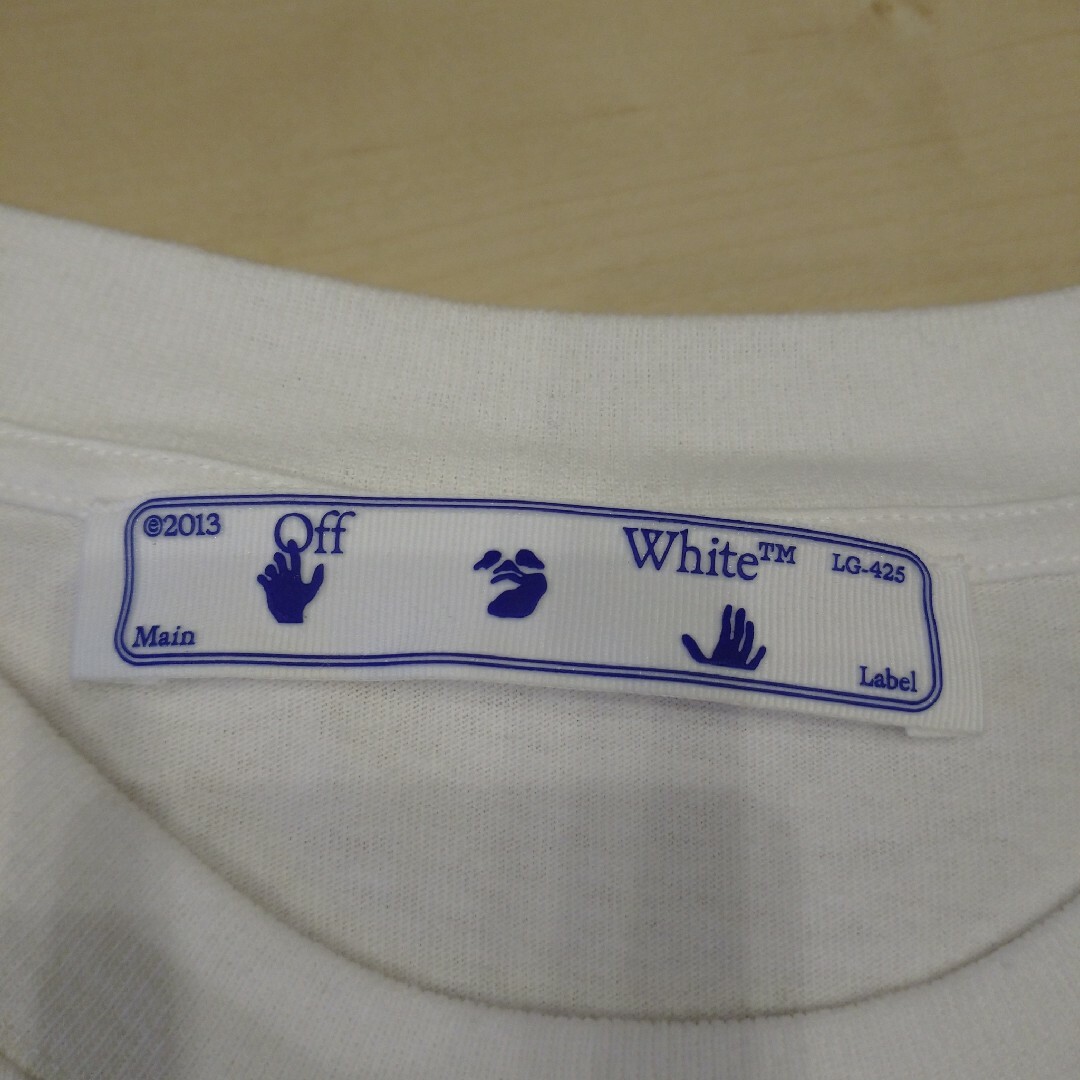 ©2013 Off White™ LG-425
Main Label